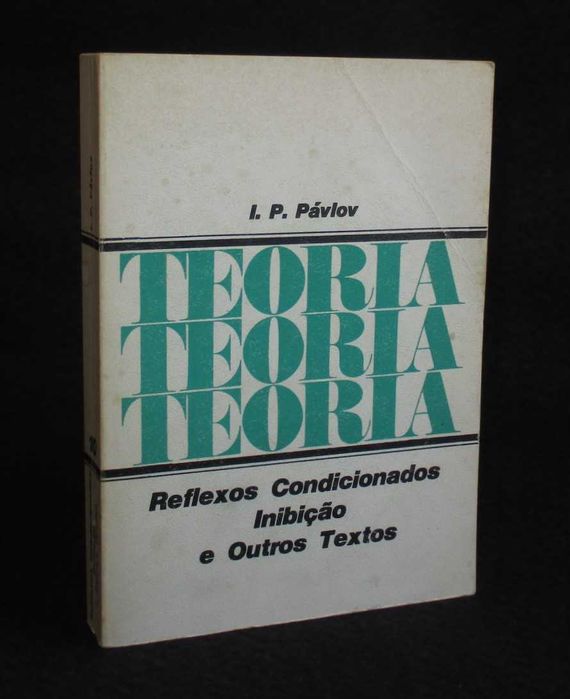 I. P. Pávlov
TEORIA
TEORIA
TEORIA
Reflexos Condicionados
Inibição
e Outros Textos